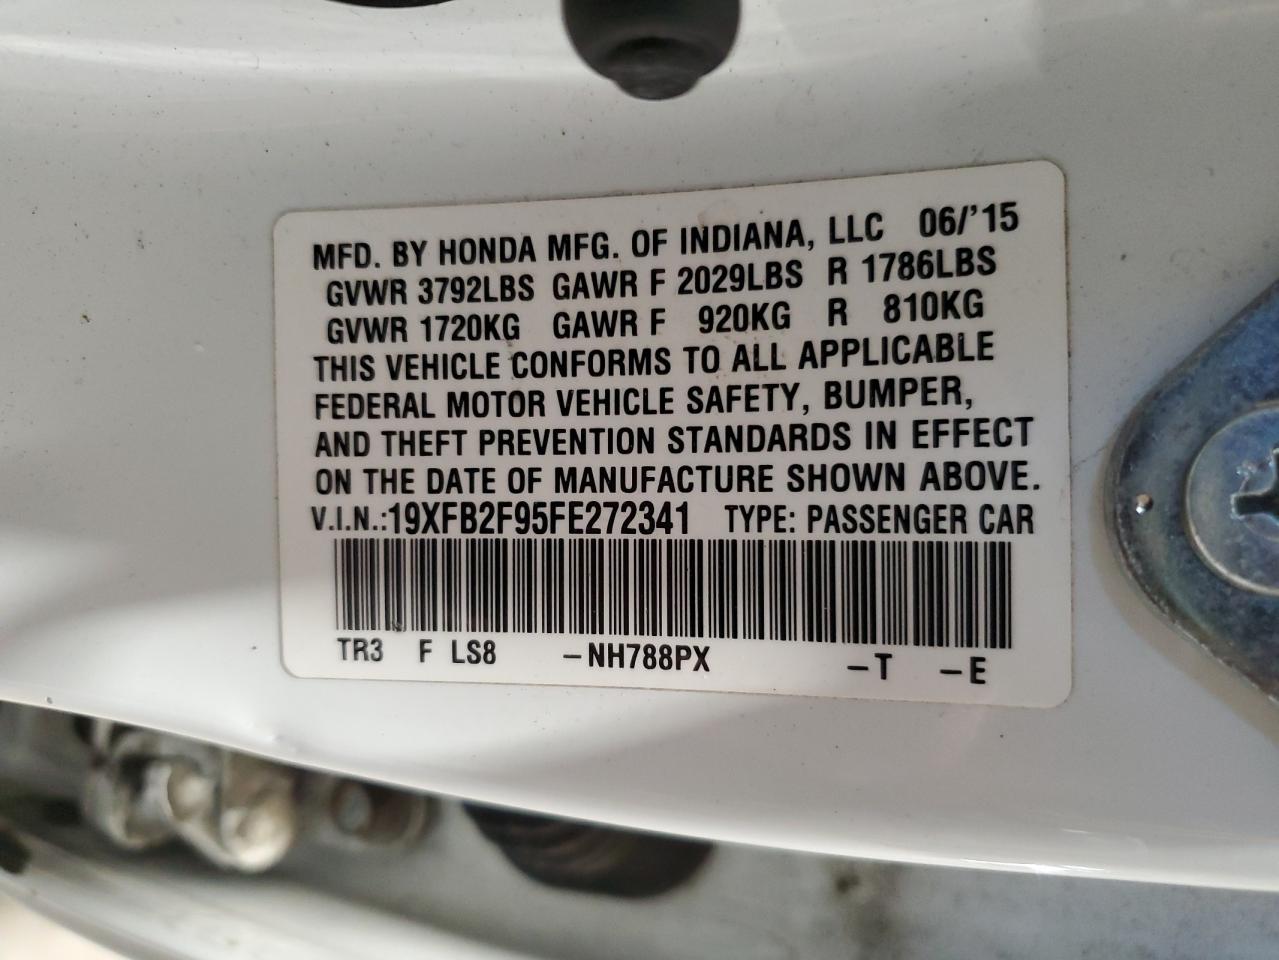 MFD. BY HONDA MFG. OF INDIANA, LLC 06/'15
GVWR 3792LBS GAWR F 2029LBS R 1786LBS
GVWR 1720KG GAWR F 920KG R 810KG
THIS VEHICLE CONFORMS TO ALL APPLICABLE
FEDERAL MOTOR VEHICLE SAFETY, BUMPER,
AND THEFT PREVENTION STANDARDS IN EFFECT
ON THE DATE OF MANUFACTURE SHOWN ABOVE.
V.I.N.:19XFB2F95FE272341 TYPE: PASSENGER CAR
TR3 F LS8 -NH788PX -T -E